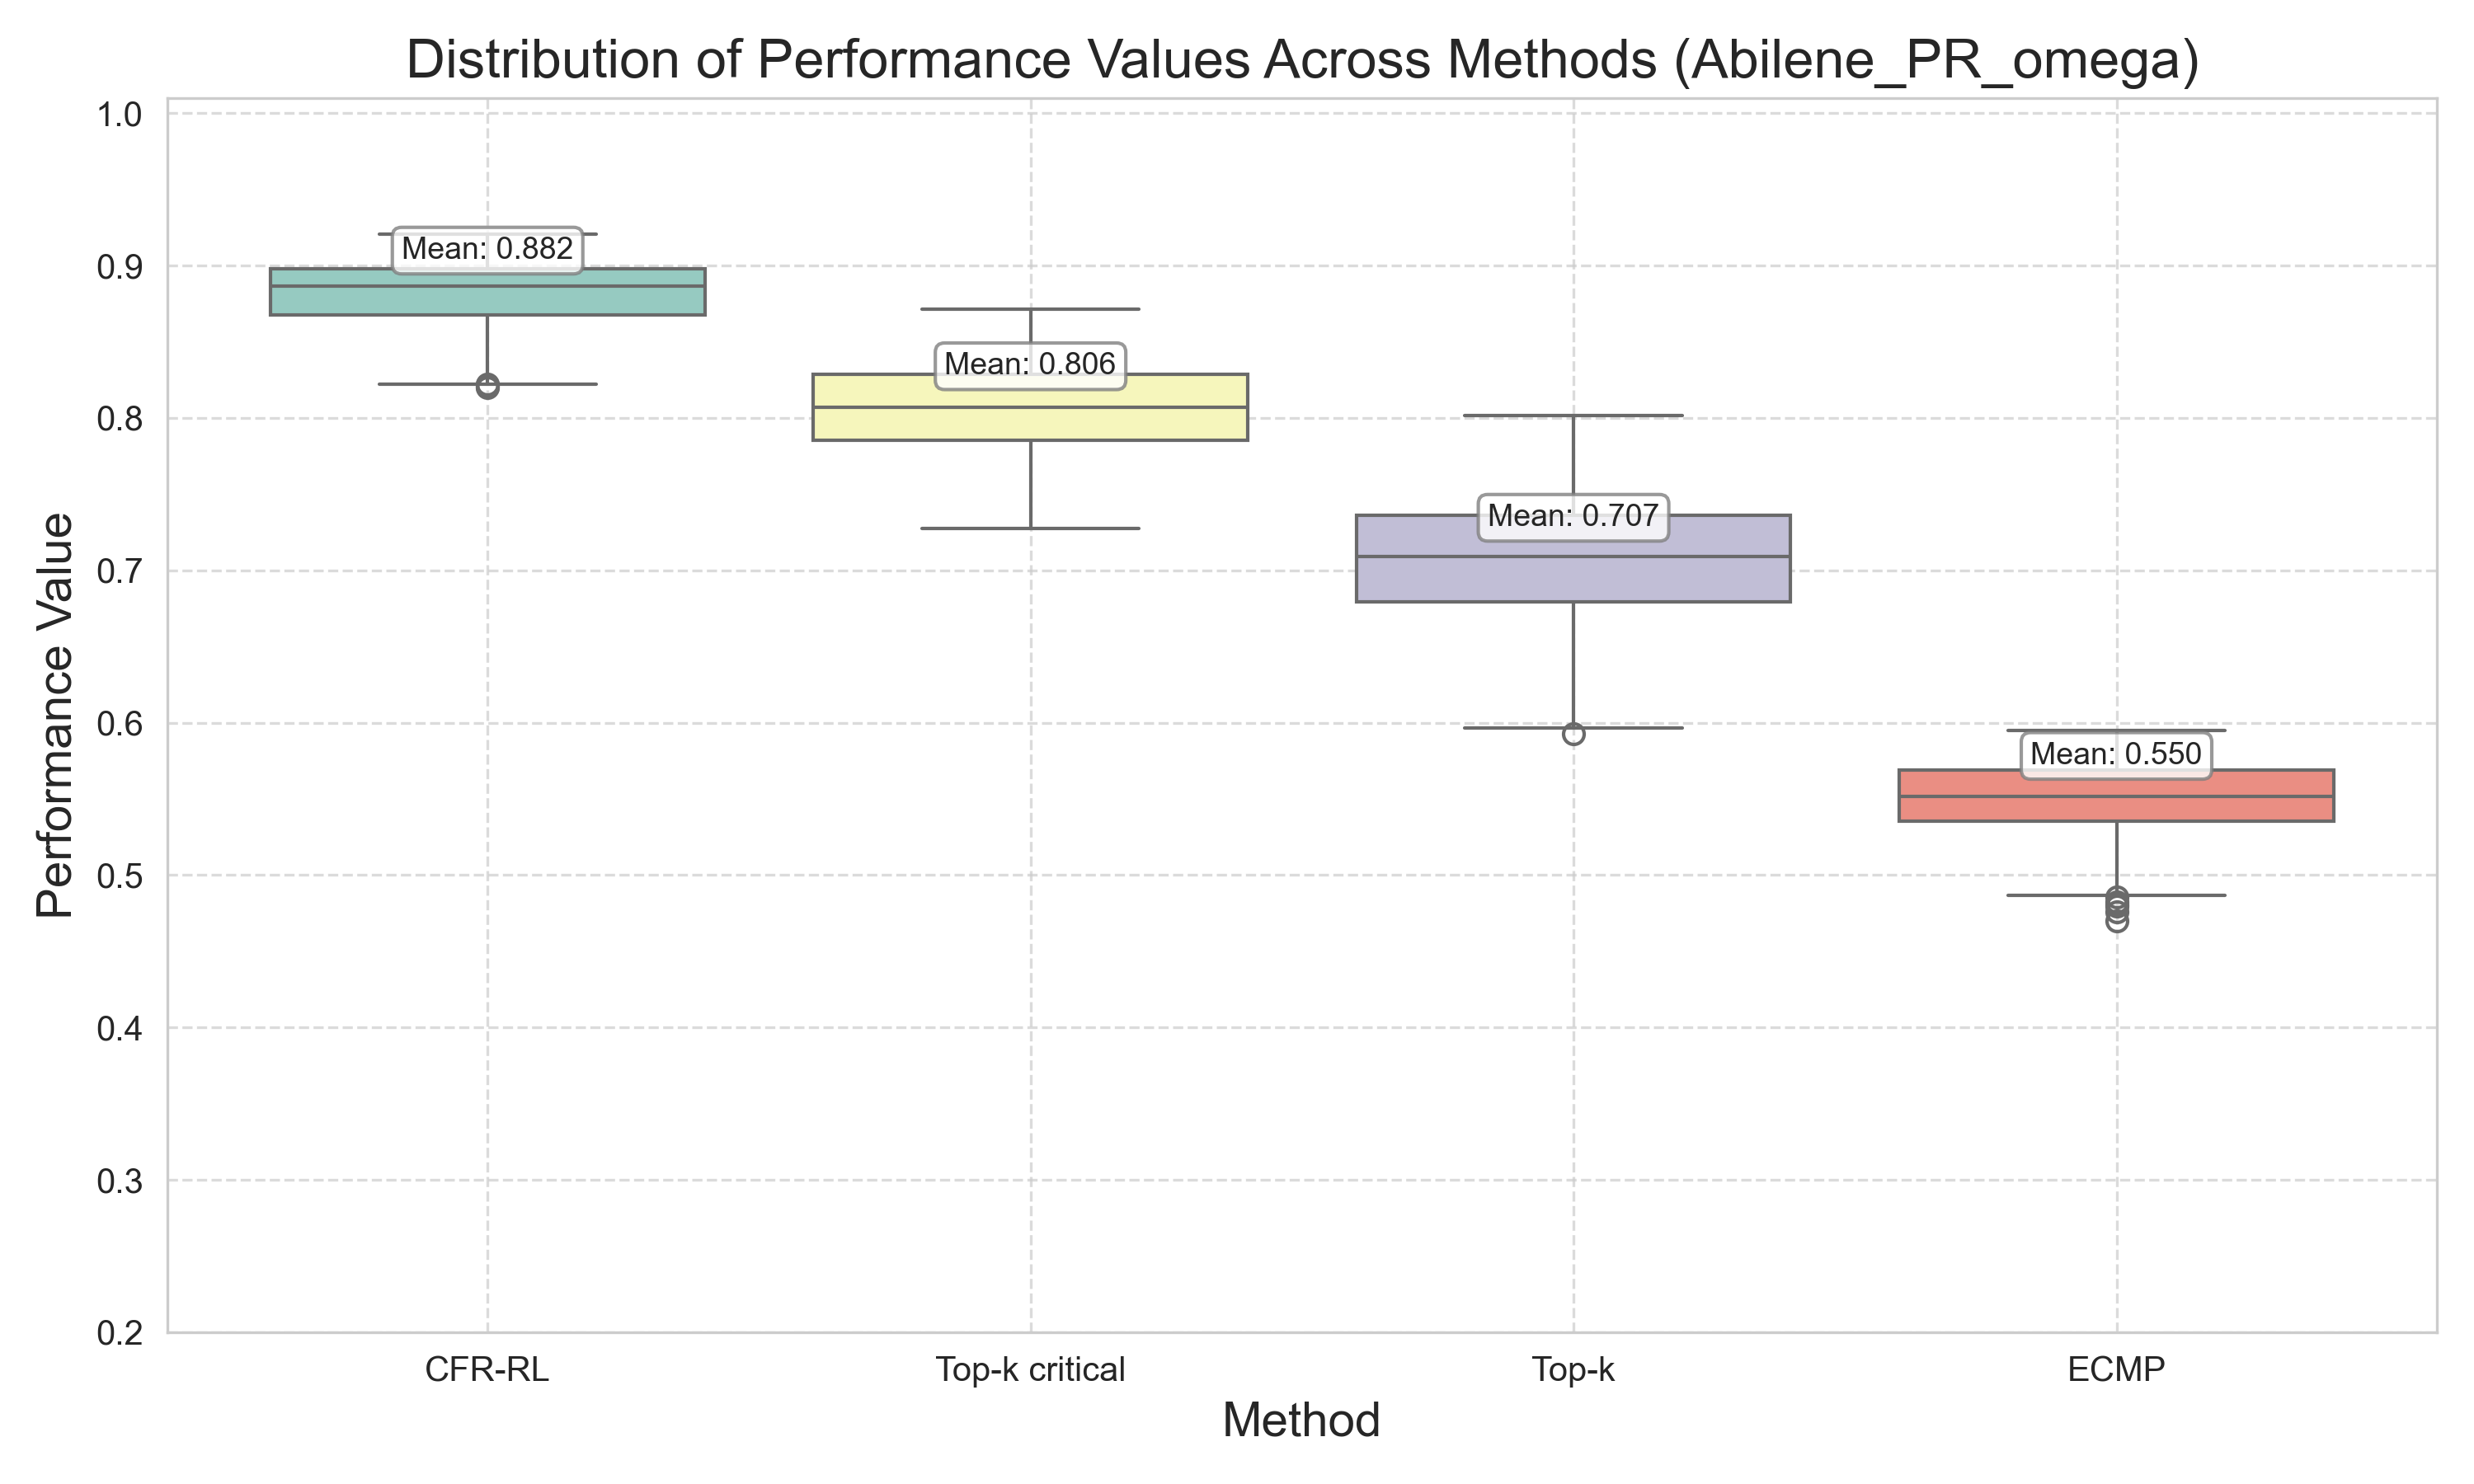 Distribution of Performance Values Across Methods (Abilene_PR_omega)
1.0
0.9
0.8
0.7
0.6
0.5
0.4
0.3
0.2
Performance Value
Mean: 0.882
Mean: 0.806
Mean: 0.707
Mean: 0.550
CFR-RL
Top-k critical
Top-k
ECMP
Method